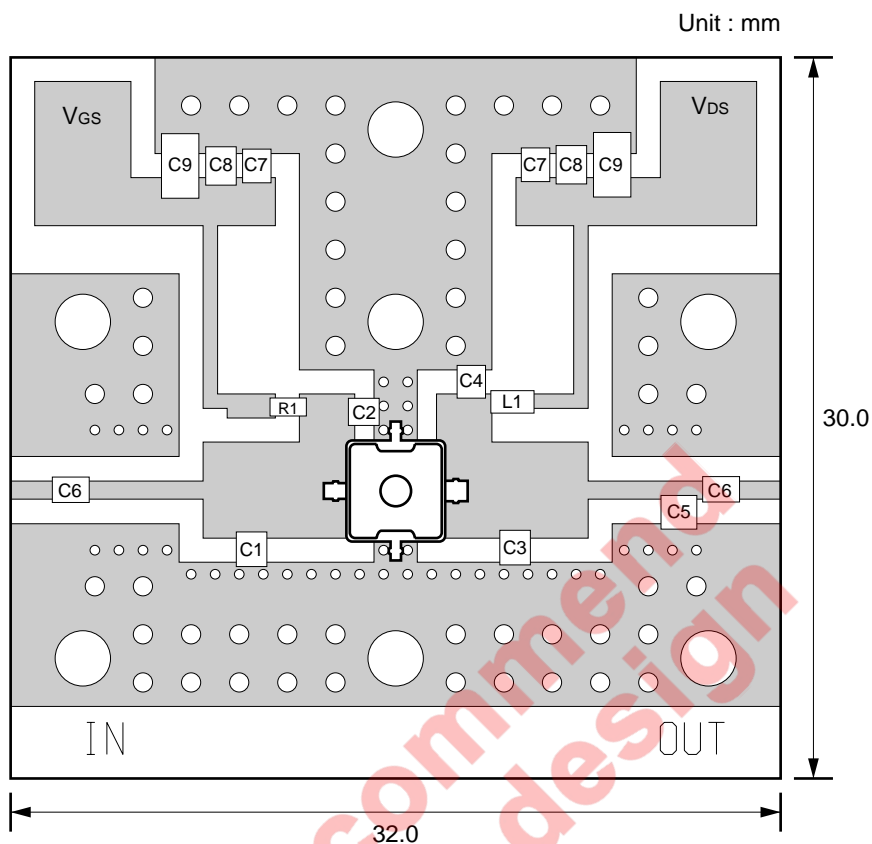 Unit : mm
VGS
VDS
C9
C8
C7
C7
C8
C9
C4
R1
C2
L1
30.0
C6
C6
C5
C1
C3
commend
design
IN
OUT
32.0